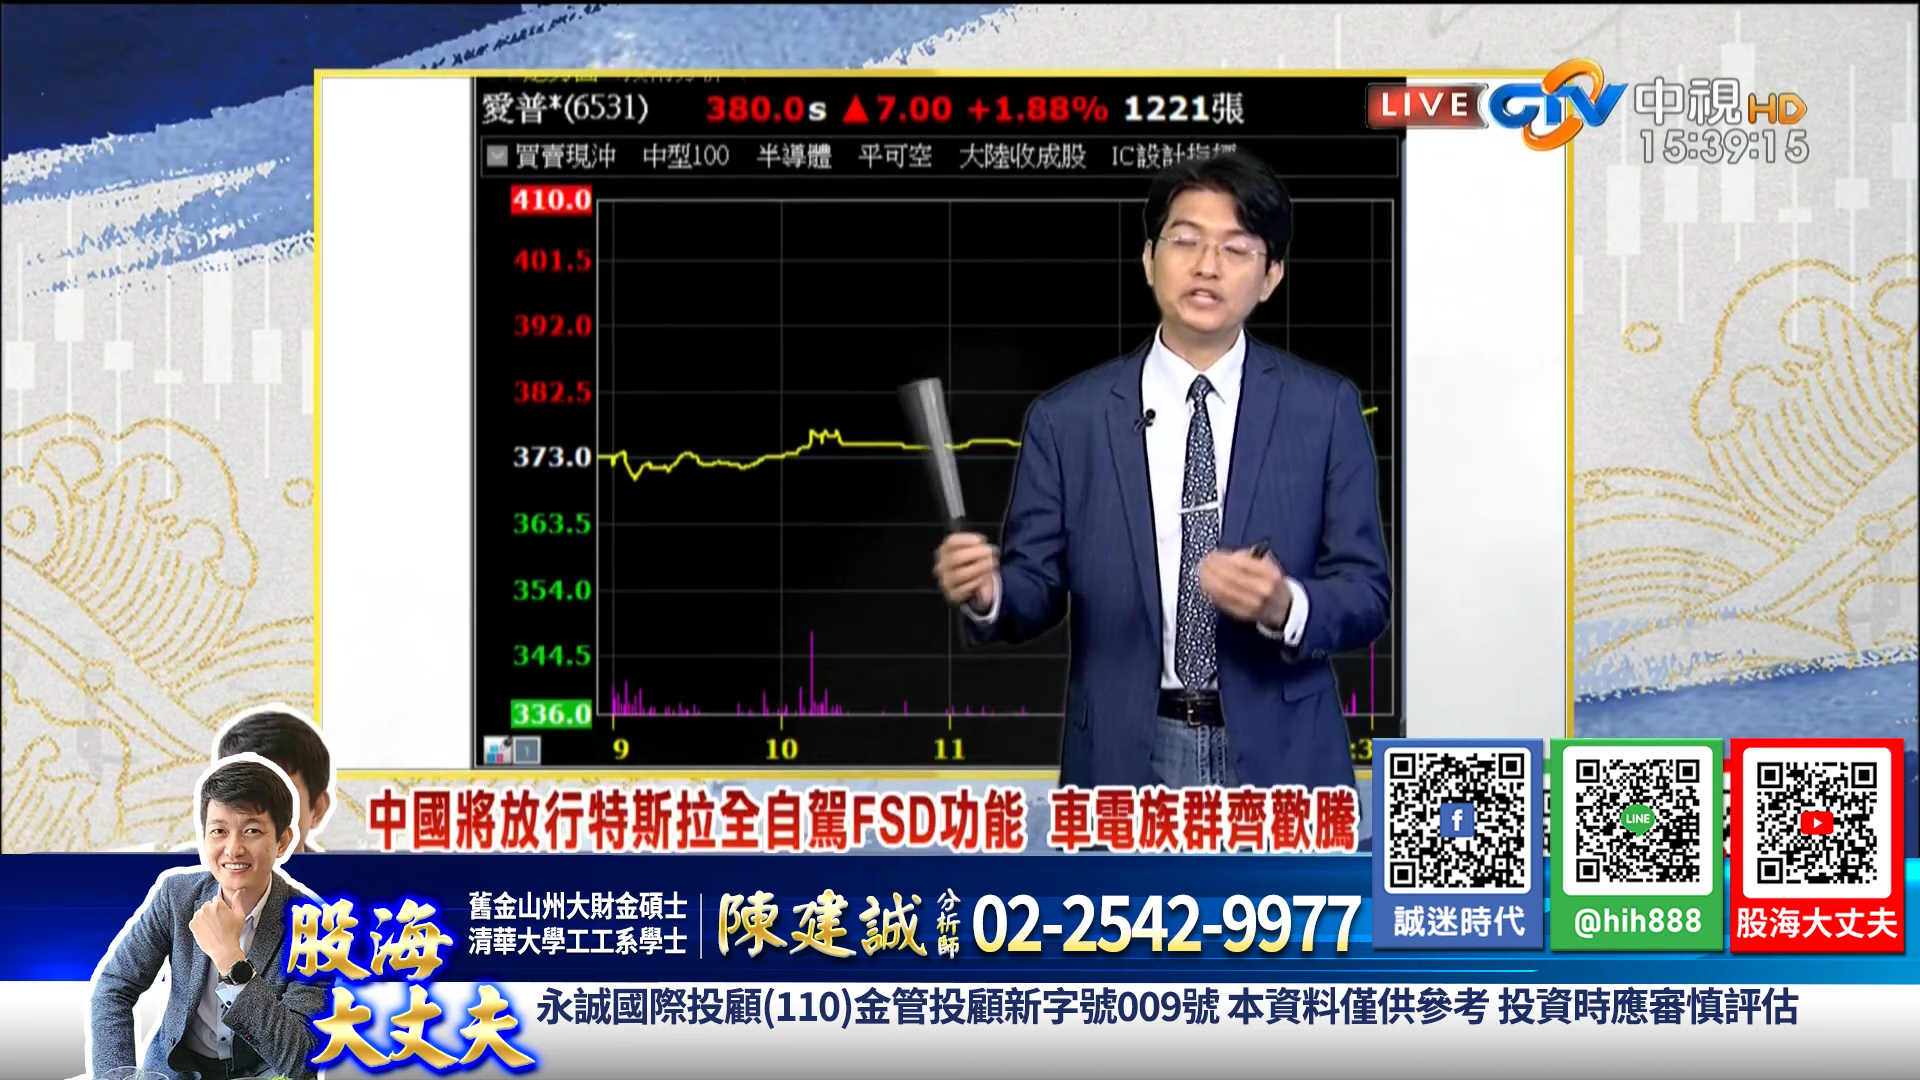 愛普*(6531) 380.0s ▲7.00 +1.88% 1221張
買賣現沖 中型100 半導體 平可空 大陸收成股 IC設計指標
LIVE CTV 中視HD
15:39:15
410.0
401.5
392.0
382.5
373.0
363.5
354.0
344.5
336.0
9 10 11
中國將放行特斯拉全自駕FSD功能 車電族群齊歡騰
股海
大丈夫
舊金山州大財金碩士
清華大學工工系學士
陳建誠
分析師
02-2542-9977
誠迷時代
LINE
@hih888
股海大丈夫
永誠國際投顧(110)金管投顧新字號009號 本資料僅供參考 投資時應審慎評估